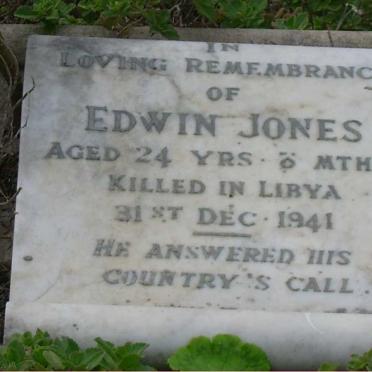 IN
LOVING REMEMBRANC
OF
EDWIN JONES
AGED 24 YRS MTH
KILLED IN LIBYA
31ST DEC 1941
HE ANSWERED HIS
COUNTRY'S CALL